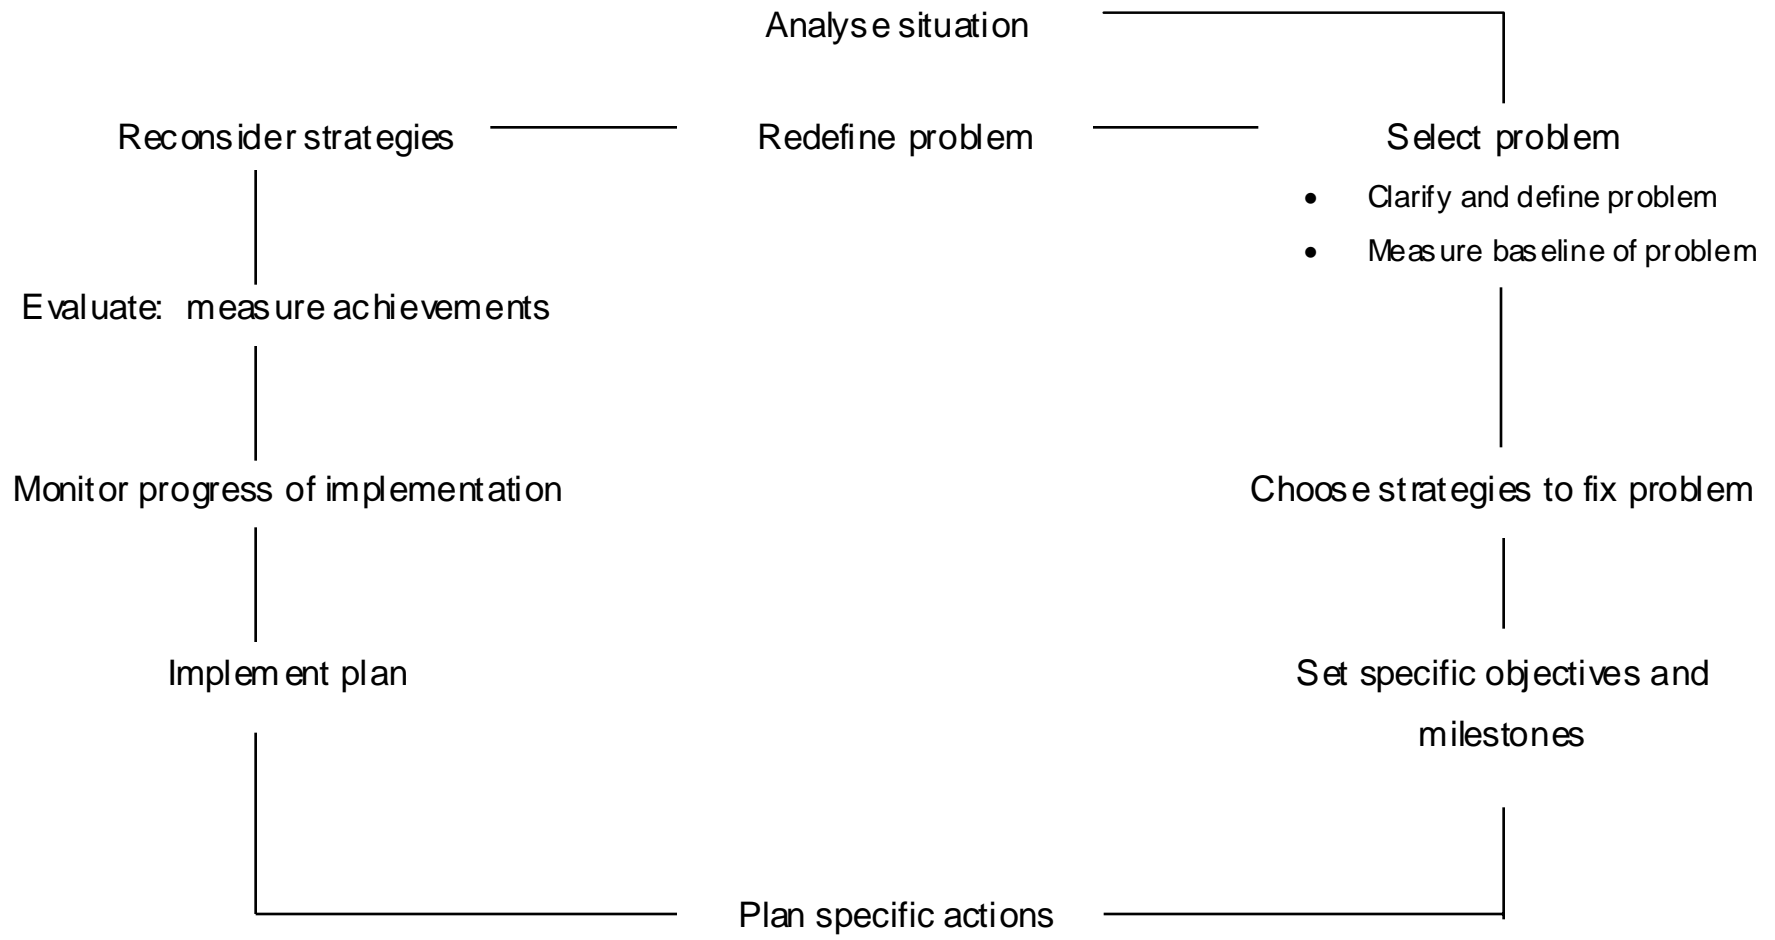 Analyse situation
Reconsider strategies
Redefine problem
Select problem
• Clarify and define problem
• Measure baseline of problem
Evaluate: measure achievements
Monitor progress of implementation
Choose strategies to fix problem
Implement plan
Set specific objectives and
milestones
Plan specific actions